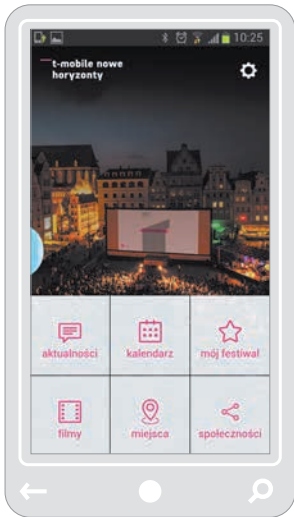 10:25
t-mobile nowe
horyzonty
aktualności
kalendarz
mój festiwal
filmy
miejsca
społeczności